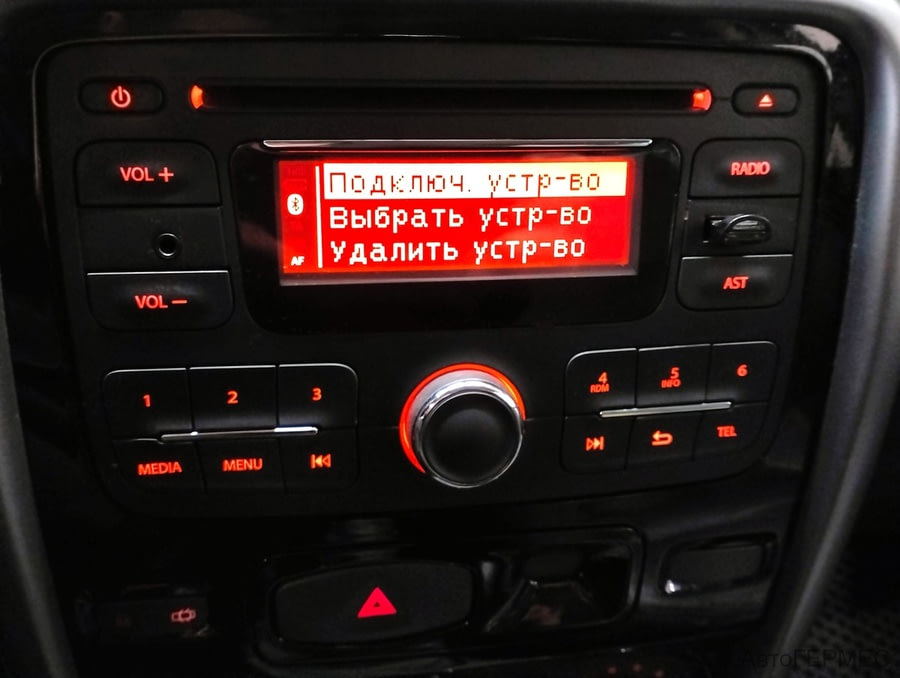 VOL +
RADIO
Подключ. устр-во
Выбрать устр-во
Удалить устр-во
AF
VOL −
AST
1
2
3
4
RDM
5
INFO
6
MEDIA
MENU
TEL
АвтоГЕРМЕС